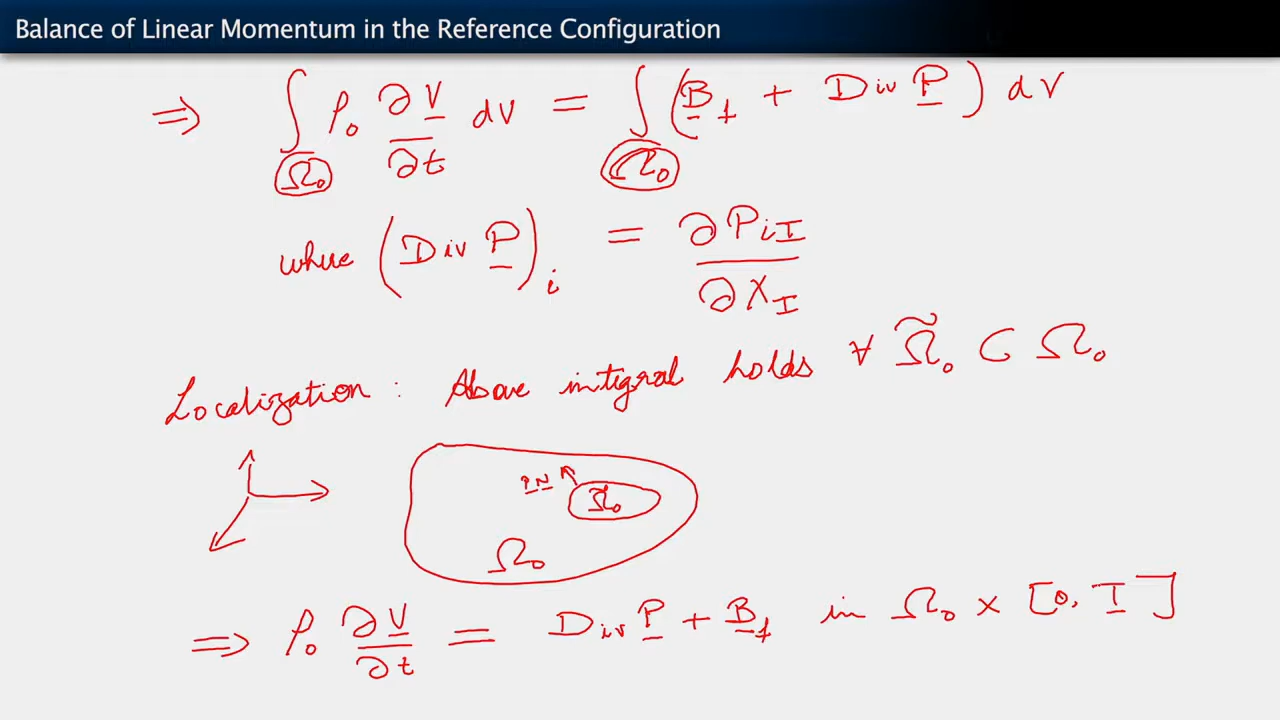 Balance of Linear Momentum in the Reference Configuration
⇒ ∫_Ω₀ ρ₀ ∂V/∂t dV = ∫_Ω₀ (B_f + Div P) dV
where (Div P)_i = ∂P_iI / ∂X_I
Localization : Above integral holds ∀ Ω̃₀ ⊂ Ω₀
PN Ω̃₀
Ω₀
⇒ ρ₀ ∂V/∂t = Div P + B_f in Ω₀ × [0, T]